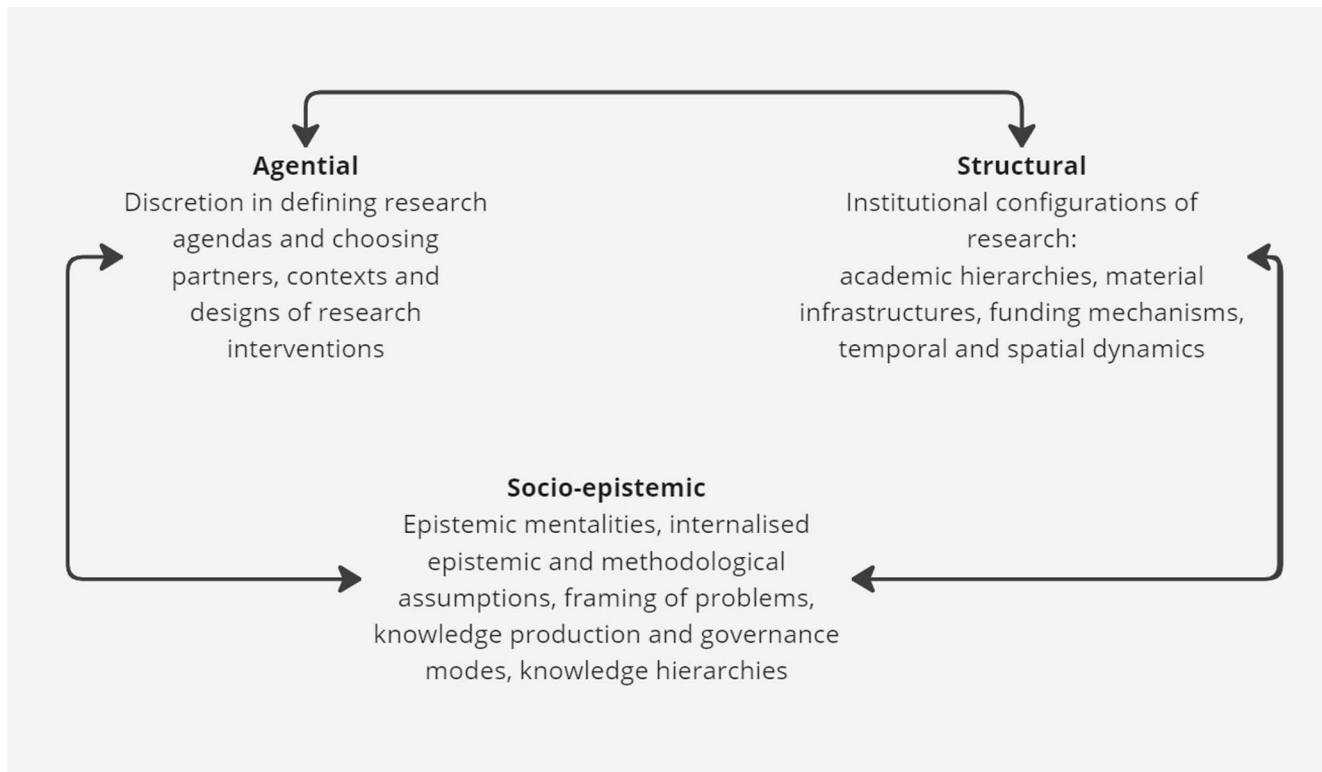 Agential
Discretion in defining research
agendas and choosing
partners, contexts and
designs of research
interventions
Structural
Institutional configurations of
research:
academic hierarchies, material
infrastructures, funding mechanisms,
temporal and spatial dynamics
Socio-epistemic
Epistemic mentalities, internalised
epistemic and methodological
assumptions, framing of problems,
knowledge production and governance
modes, knowledge hierarchies